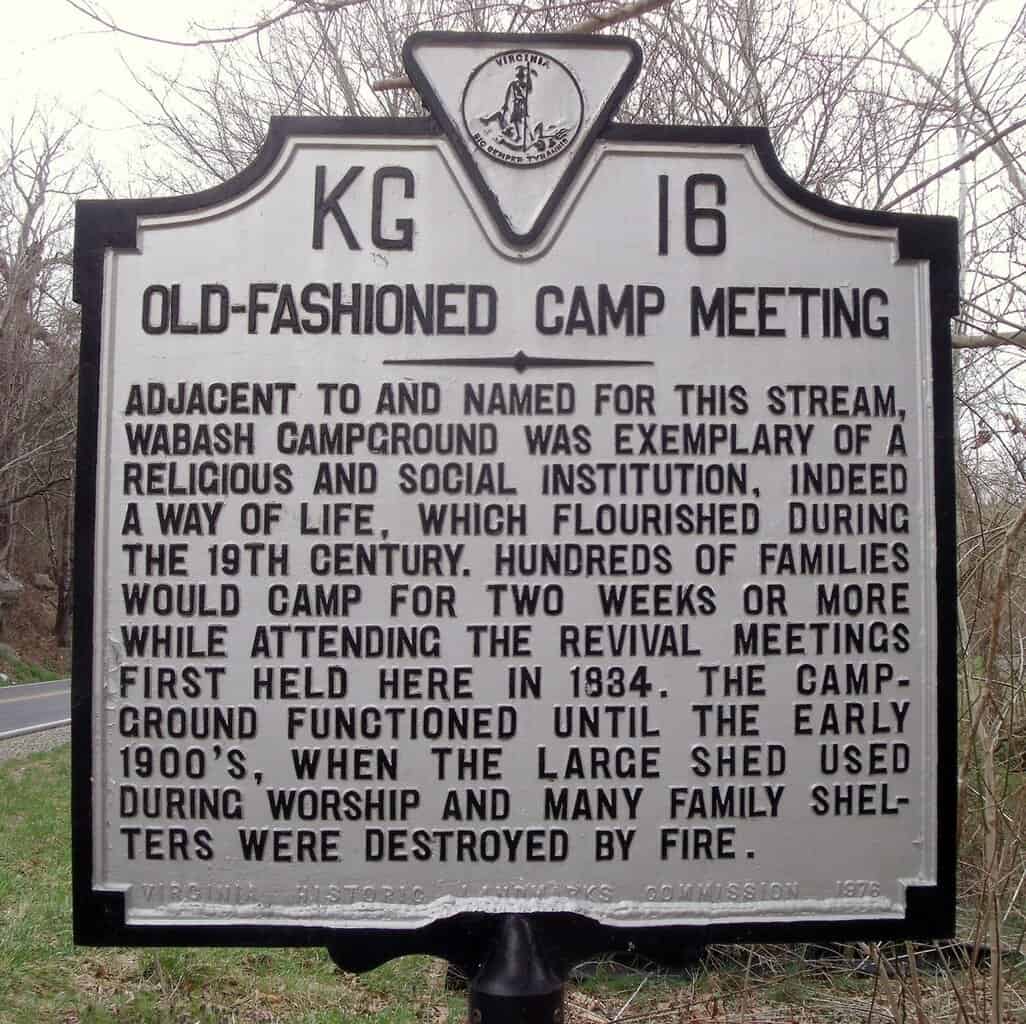 VIRGINIA
SIC SEMPER TYRANNIS
KG 16
OLD-FASHIONED CAMP MEETING
ADJACENT TO AND NAMED FOR THIS STREAM,
WABASH CAMPGROUND WAS EXEMPLARY OF A
RELIGIOUS AND SOCIAL INSTITUTION, INDEED
A WAY OF LIFE, WHICH FLOURISHED DURING
THE 19TH CENTURY. HUNDREDS OF FAMILIES
WOULD CAMP FOR TWO WEEKS OR MORE
WHILE ATTENDING THE REVIVAL MEETINGS
FIRST HELD HERE IN 1834. THE CAMP-
GROUND FUNCTIONED UNTIL THE EARLY
1900'S, WHEN THE LARGE SHED USED
DURING WORSHIP AND MANY FAMILY SHEL-
TERS WERE DESTROYED BY FIRE.
VIRGINIA HISTORIC LANDMARKS COMMISSION 1976